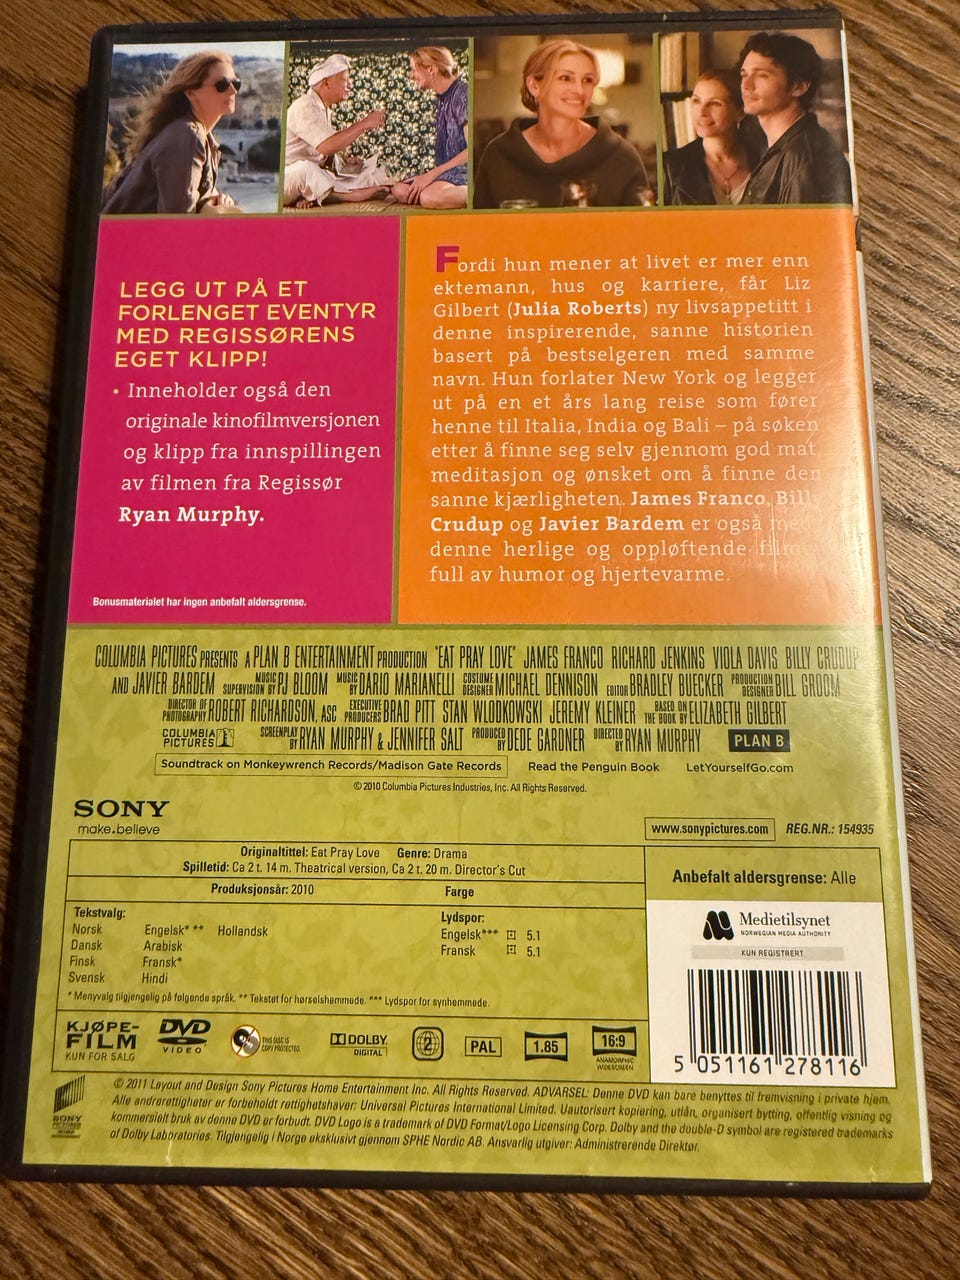 LEGG UT PÅ ET
FORLENGET EVENTYR
MED REGISSØRENS
EGET KLIPP!
• Inneholder også den
originale kinofilmversjonen
og klipp fra innspillingen
av filmen fra Regissør
Ryan Murphy.
Bonusmaterialet har ingen anbefalt aldersgrense.
Fordi hun mener at livet er mer enn
ektemann, hus og karriere, får Liz
Gilbert (Julia Roberts) ny livsappetitt i
denne inspirerende, sanne historien
basert på bestselgeren med samme
navn. Hun forlater New York og legger
ut på en et års lang reise som fører
henne til Italia, India og Bali – på søken
etter å finne seg selv gjennom god mat,
meditasjon og ønsket om å finne den
sanne kjærligheten. James Franco, Billy
Crudup og Javier Bardem er også med
denne herlige og oppløftende filmen
full av humor og hjertevarme.
COLUMBIA PICTURES PRESENTS A PLAN B ENTERTAINMENT PRODUCTION "EAT PRAY LOVE" JAMES FRANCO RICHARD JENKINS VIOLA DAVIS BILLY CRUDUP
AND JAVIER BARDEM MUSIC SUPERVISION BY PJ BLOOM MUSIC BY DARIO MARIANELLI COSTUME DESIGNER MICHAEL DENNISON EDITOR BRADLEY BUECKER PRODUCTION DESIGNER BILL GROOM
DIRECTOR OF PHOTOGRAPHY ROBERT RICHARDSON, ASC EXECUTIVE PRODUCERS BRAD PITT STAN WLODKOWSKI JEREMY KLEINER BASED ON THE BOOK BY ELIZABETH GILBERT
COLUMBIA PICTURES SCREENPLAY BY RYAN MURPHY & JENNIFER SALT PRODUCED BY DEDE GARDNER DIRECTED BY RYAN MURPHY PLAN B
Soundtrack on Monkeywrench Records/Madison Gate Records Read the Penguin Book LetYourselfGo.com
© 2010 Columbia Pictures Industries, Inc. All Rights Reserved.
SONY
make.believe
www.sonypictures.com REG.NR.: 154935
Originaltittel: Eat Pray Love Genre: Drama
Spilletid: Ca 2 t. 14 m. Theatrical version, Ca 2 t. 20 m. Director's Cut
Produksjonsår: 2010 Farge
Anbefalt aldersgrense: Alle
Tekstvalg:
Norsk Engelsk* ** Hollandsk
Dansk Arabisk
Finsk Fransk*
Svensk Hindi
Lydspor:
Engelsk*** 5.1
Fransk 5.1
* Menyvalg tilgjengelig på følgende språk. ** Tekstet for hørselshemmede. *** Lydspor for synhemmede.
Medietilsynet
NORWEGIAN MEDIA AUTHORITY
KUN REGISTRERT
5 051161 278116
KJØPE-
FILM
KUN FOR SALG
DVD
VIDEO
THIS DISC IS
COPY PROTECTED
DOLBY
DIGITAL
2
PAL
1.85
16:9
ANAMORPHIC
WIDESCREEN
SONY
PICTURES
HOME
ENTERTAINMENT
© 2011 Layout and Design Sony Pictures Home Entertainment Inc. All Rights Reserved. ADVARSEL: Denne DVD kan bare benyttes til fremvisning i private hjem.
Alle andrerettigheter er forbeholdt rettighetshaver: Universal Pictures International Limited. Uautorisert kopiering, utlån, organisert bytting, offentlig visning og
kommersielt bruk av denne DVD er forbudt. DVD Logo is a trademark of DVD Format/Logo Licensing Corp. Dolby and the double-D symbol are registered trademarks
of Dolby Laboratories. Tilgjengelig i Norge eksklusivt gjennom SPHE Nordic AB. Ansvarlig utgiver: Administrerende Direktør.